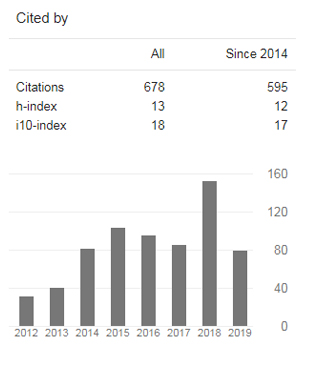 Cited by
All Since 2014
Citations 678 595
h-index 13 12
i10-index 18 17
160
120
80
40
0
2012 2013 2014 2015 2016 2017 2018 2019